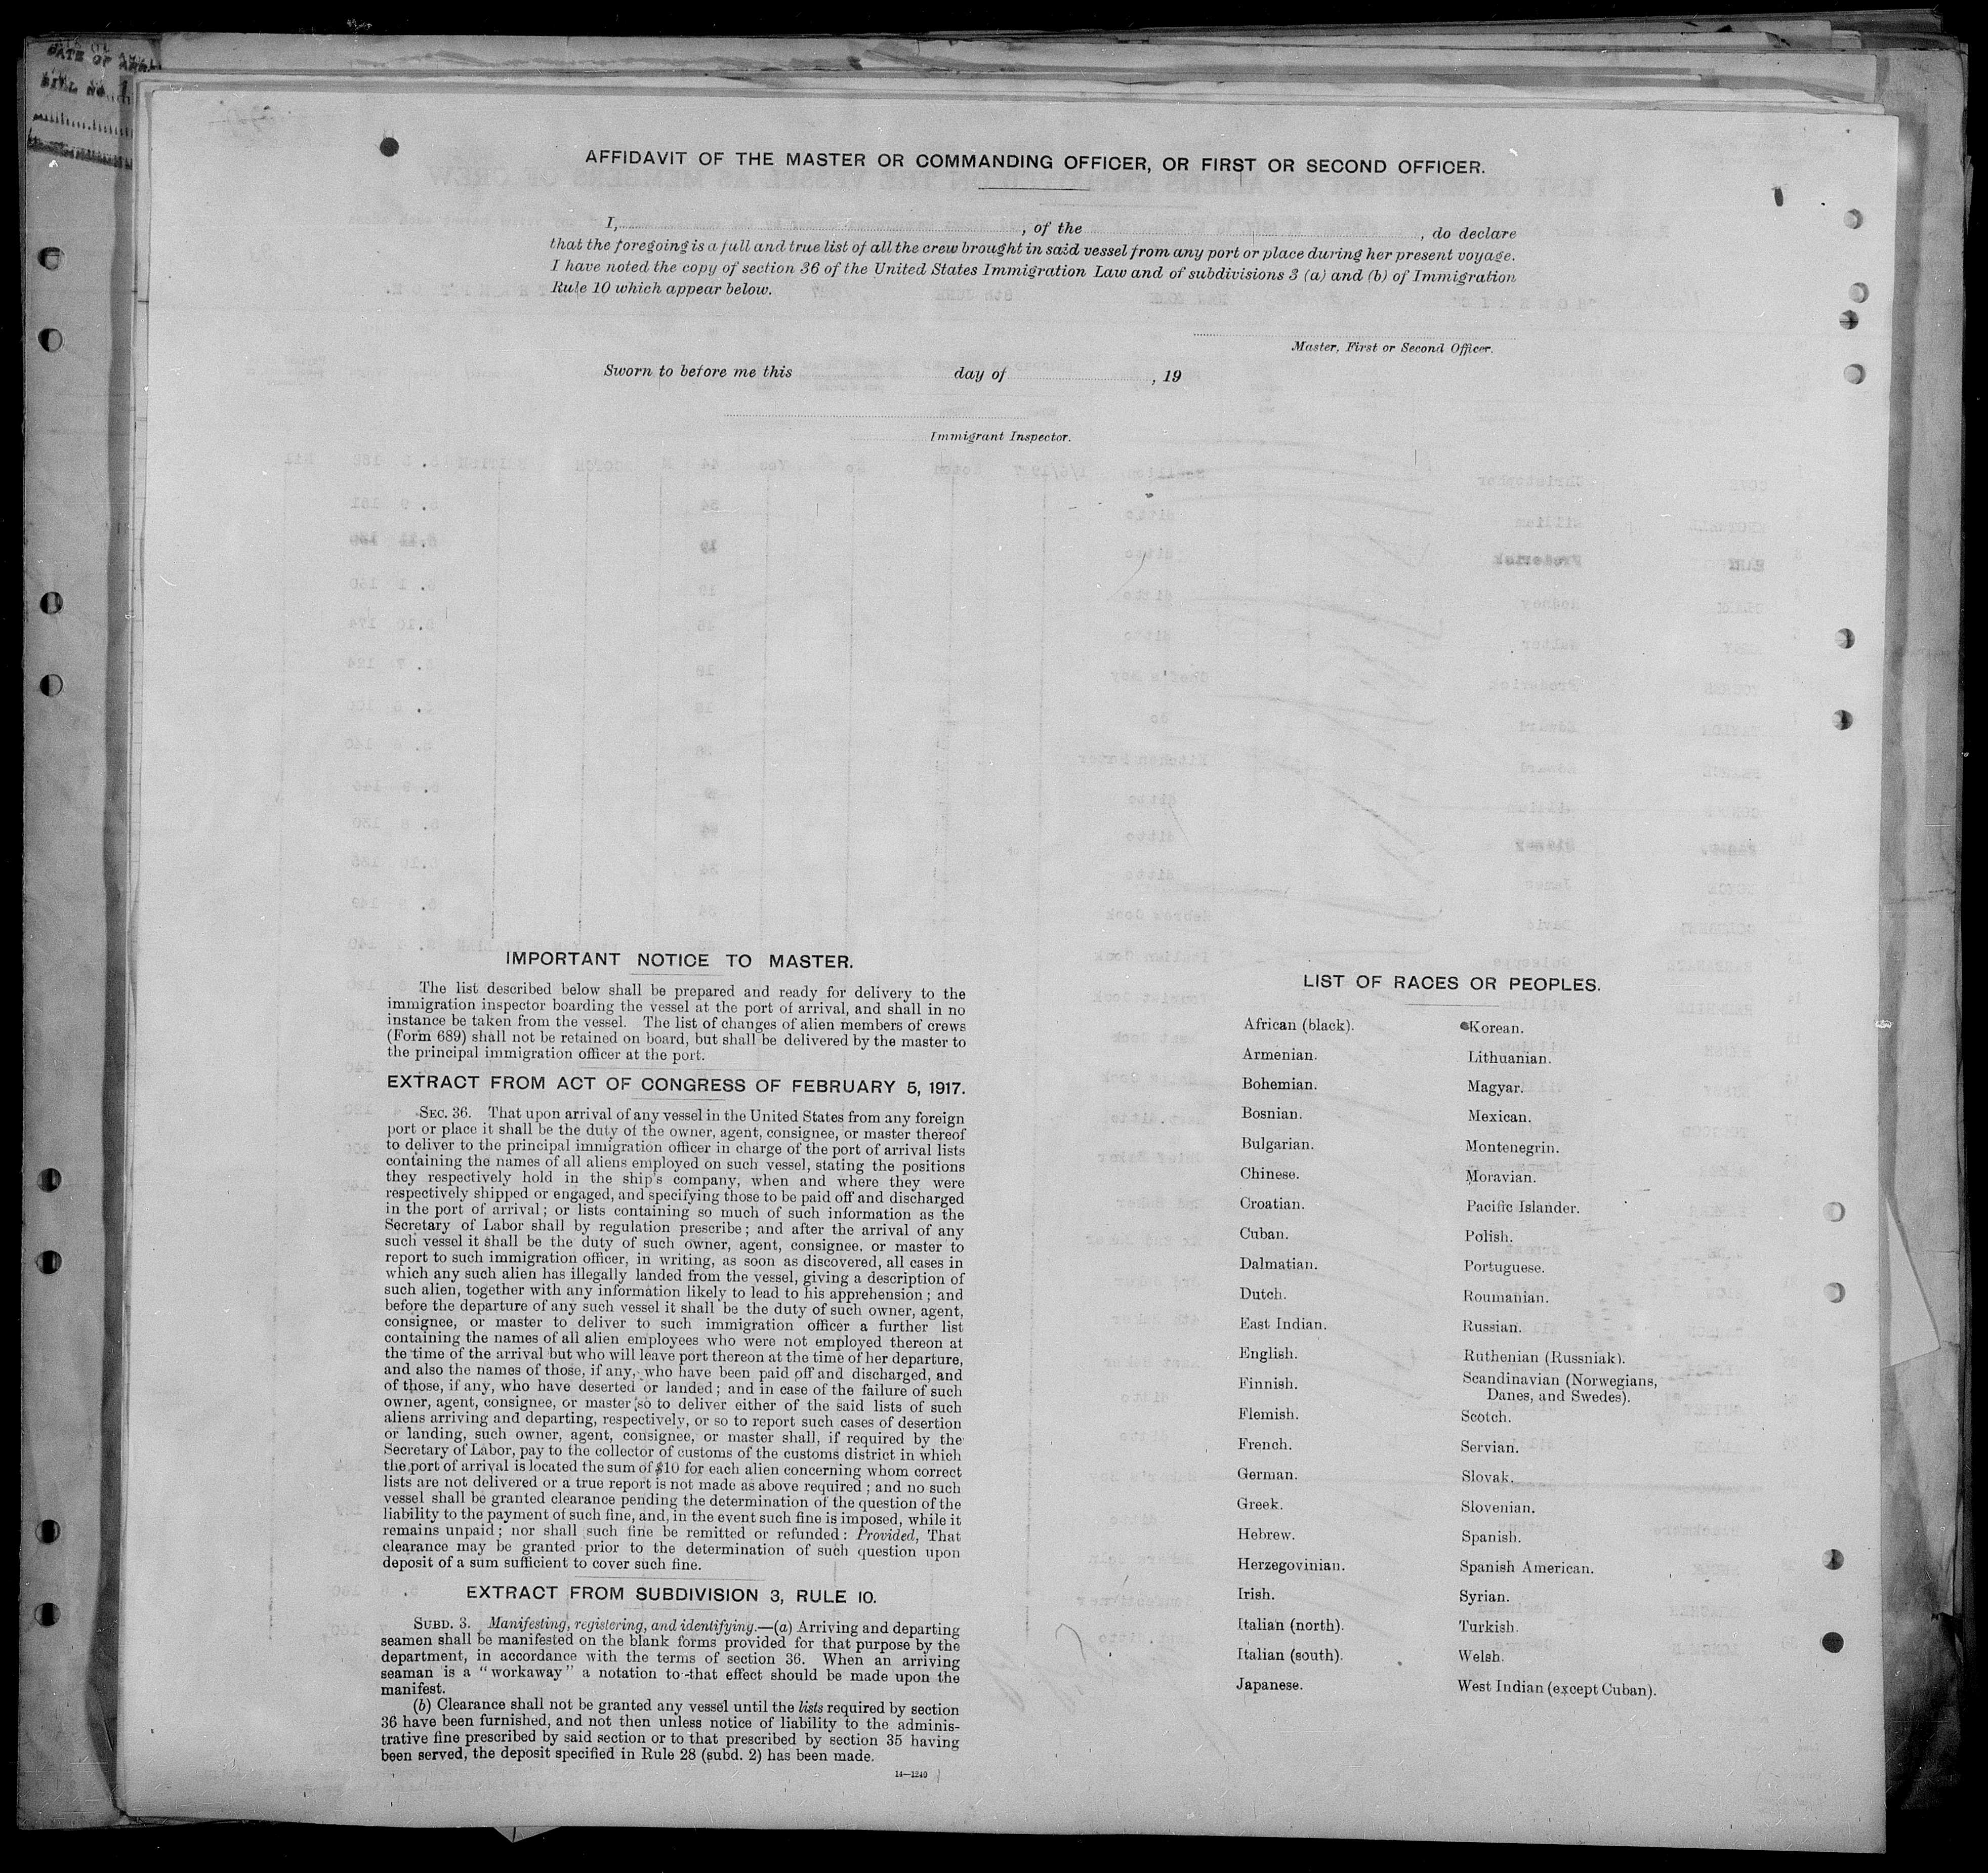 DATE OF
AFFIDAVIT OF THE MASTER OR COMMANDING OFFICER, OR FIRST OR SECOND OFFICER.
I, , of the , do declare
that the foregoing is a full and true list of all the crew brought in said vessel from any port or place during her present voyage.
I have noted the copy of section 36 of the United States Immigration Law and of subdivisions 3 (a) and (b) of Immigration
Rule 10 which appear below.
Master, First or Second Officer.
Sworn to before me this day of , 19
Immigrant Inspector.
IMPORTANT NOTICE TO MASTER.
The list described below shall be prepared and ready for delivery to the
immigration inspector boarding the vessel at the port of arrival, and shall in no
instance be taken from the vessel. The list of changes of alien members of crews
(Form 689) shall not be retained on board, but shall be delivered by the master to
the principal immigration officer at the port.
EXTRACT FROM ACT OF CONGRESS OF FEBRUARY 5, 1917.
SEC. 36. That upon arrival of any vessel in the United States from any foreign
port or place it shall be the duty of the owner, agent, consignee, or master thereof
to deliver to the principal immigration officer in charge of the port of arrival lists
containing the names of all aliens employed on such vessel, stating the positions
they respectively hold in the ship's company, when and where they were
respectively shipped or engaged, and specifying those to be paid off and discharged
in the port of arrival; or lists containing so much of such information as the
Secretary of Labor shall by regulation prescribe; and after the arrival of any
such vessel it shall be the duty of such owner, agent, consignee. or master to
report to such immigration officer, in writing, as soon as discovered, all cases in
which any such alien has illegally landed from the vessel, giving a description of
such alien, together with any information likely to lead to his apprehension; and
before the departure of any such vessel it shall be the duty of such owner, agent,
consignee, or master to deliver to such immigration officer a further list
containing the names of all alien employees who were not employed thereon at
the time of the arrival but who will leave port thereon at the time of her departure,
and also the names of those, if any, who have been paid off and discharged, and
of those, if any, who have deserted or landed; and in case of the failure of such
owner, agent, consignee, or master so to deliver either of the said lists of such
aliens arriving and departing, respectively, or so to report such cases of desertion
or landing, such owner, agent, consignee, or master shall, if required by the
Secretary of Labor, pay to the collector of customs of the customs district in which
the port of arrival is located the sum of $10 for each alien concerning whom correct
lists are not delivered or a true report is not made as above required; and no such
vessel shall be granted clearance pending the determination of the question of the
liability to the payment of such fine, and, in the event such fine is imposed, while it
remains unpaid; nor shall such fine be remitted or refunded: Provided, That
clearance may be granted prior to the determination of such question upon
deposit of a sum sufficient to cover such fine.
EXTRACT FROM SUBDIVISION 3, RULE 10.
SUBD. 3. Manifesting, registering, and identifying.—(a) Arriving and departing
seamen shall be manifested on the blank forms provided for that purpose by the
department, in accordance with the terms of section 36. When an arriving
seaman is a "workaway" a notation to that effect should be made upon the
manifest.
(b) Clearance shall not be granted any vessel until the lists required by section
36 have been furnished, and not then unless notice of liability to the adminis-
trative fine prescribed by said section or to that prescribed by section 35 having
been served, the deposit specified in Rule 28 (subd. 2) has been made.
14—1240
LIST OF RACES OR PEOPLES.
African (black).
Armenian.
Bohemian.
Bosnian.
Bulgarian.
Chinese.
Croatian.
Cuban.
Dalmatian.
Dutch.
East Indian.
English.
Finnish.
Flemish.
French.
German.
Greek.
Hebrew.
Herzegovinian.
Irish.
Italian (north).
Italian (south).
Japanese.
Korean.
Lithuanian.
Magyar.
Mexican.
Montenegrin.
Moravian.
Pacific Islander.
Polish.
Portuguese.
Roumanian.
Russian.
Ruthenian (Russniak).
Scandinavian (Norwegians,
Danes, and Swedes).
Scotch.
Servian.
Slovak.
Slovenian.
Spanish.
Spanish American.
Syrian.
Turkish.
Welsh.
West Indian (except Cuban).